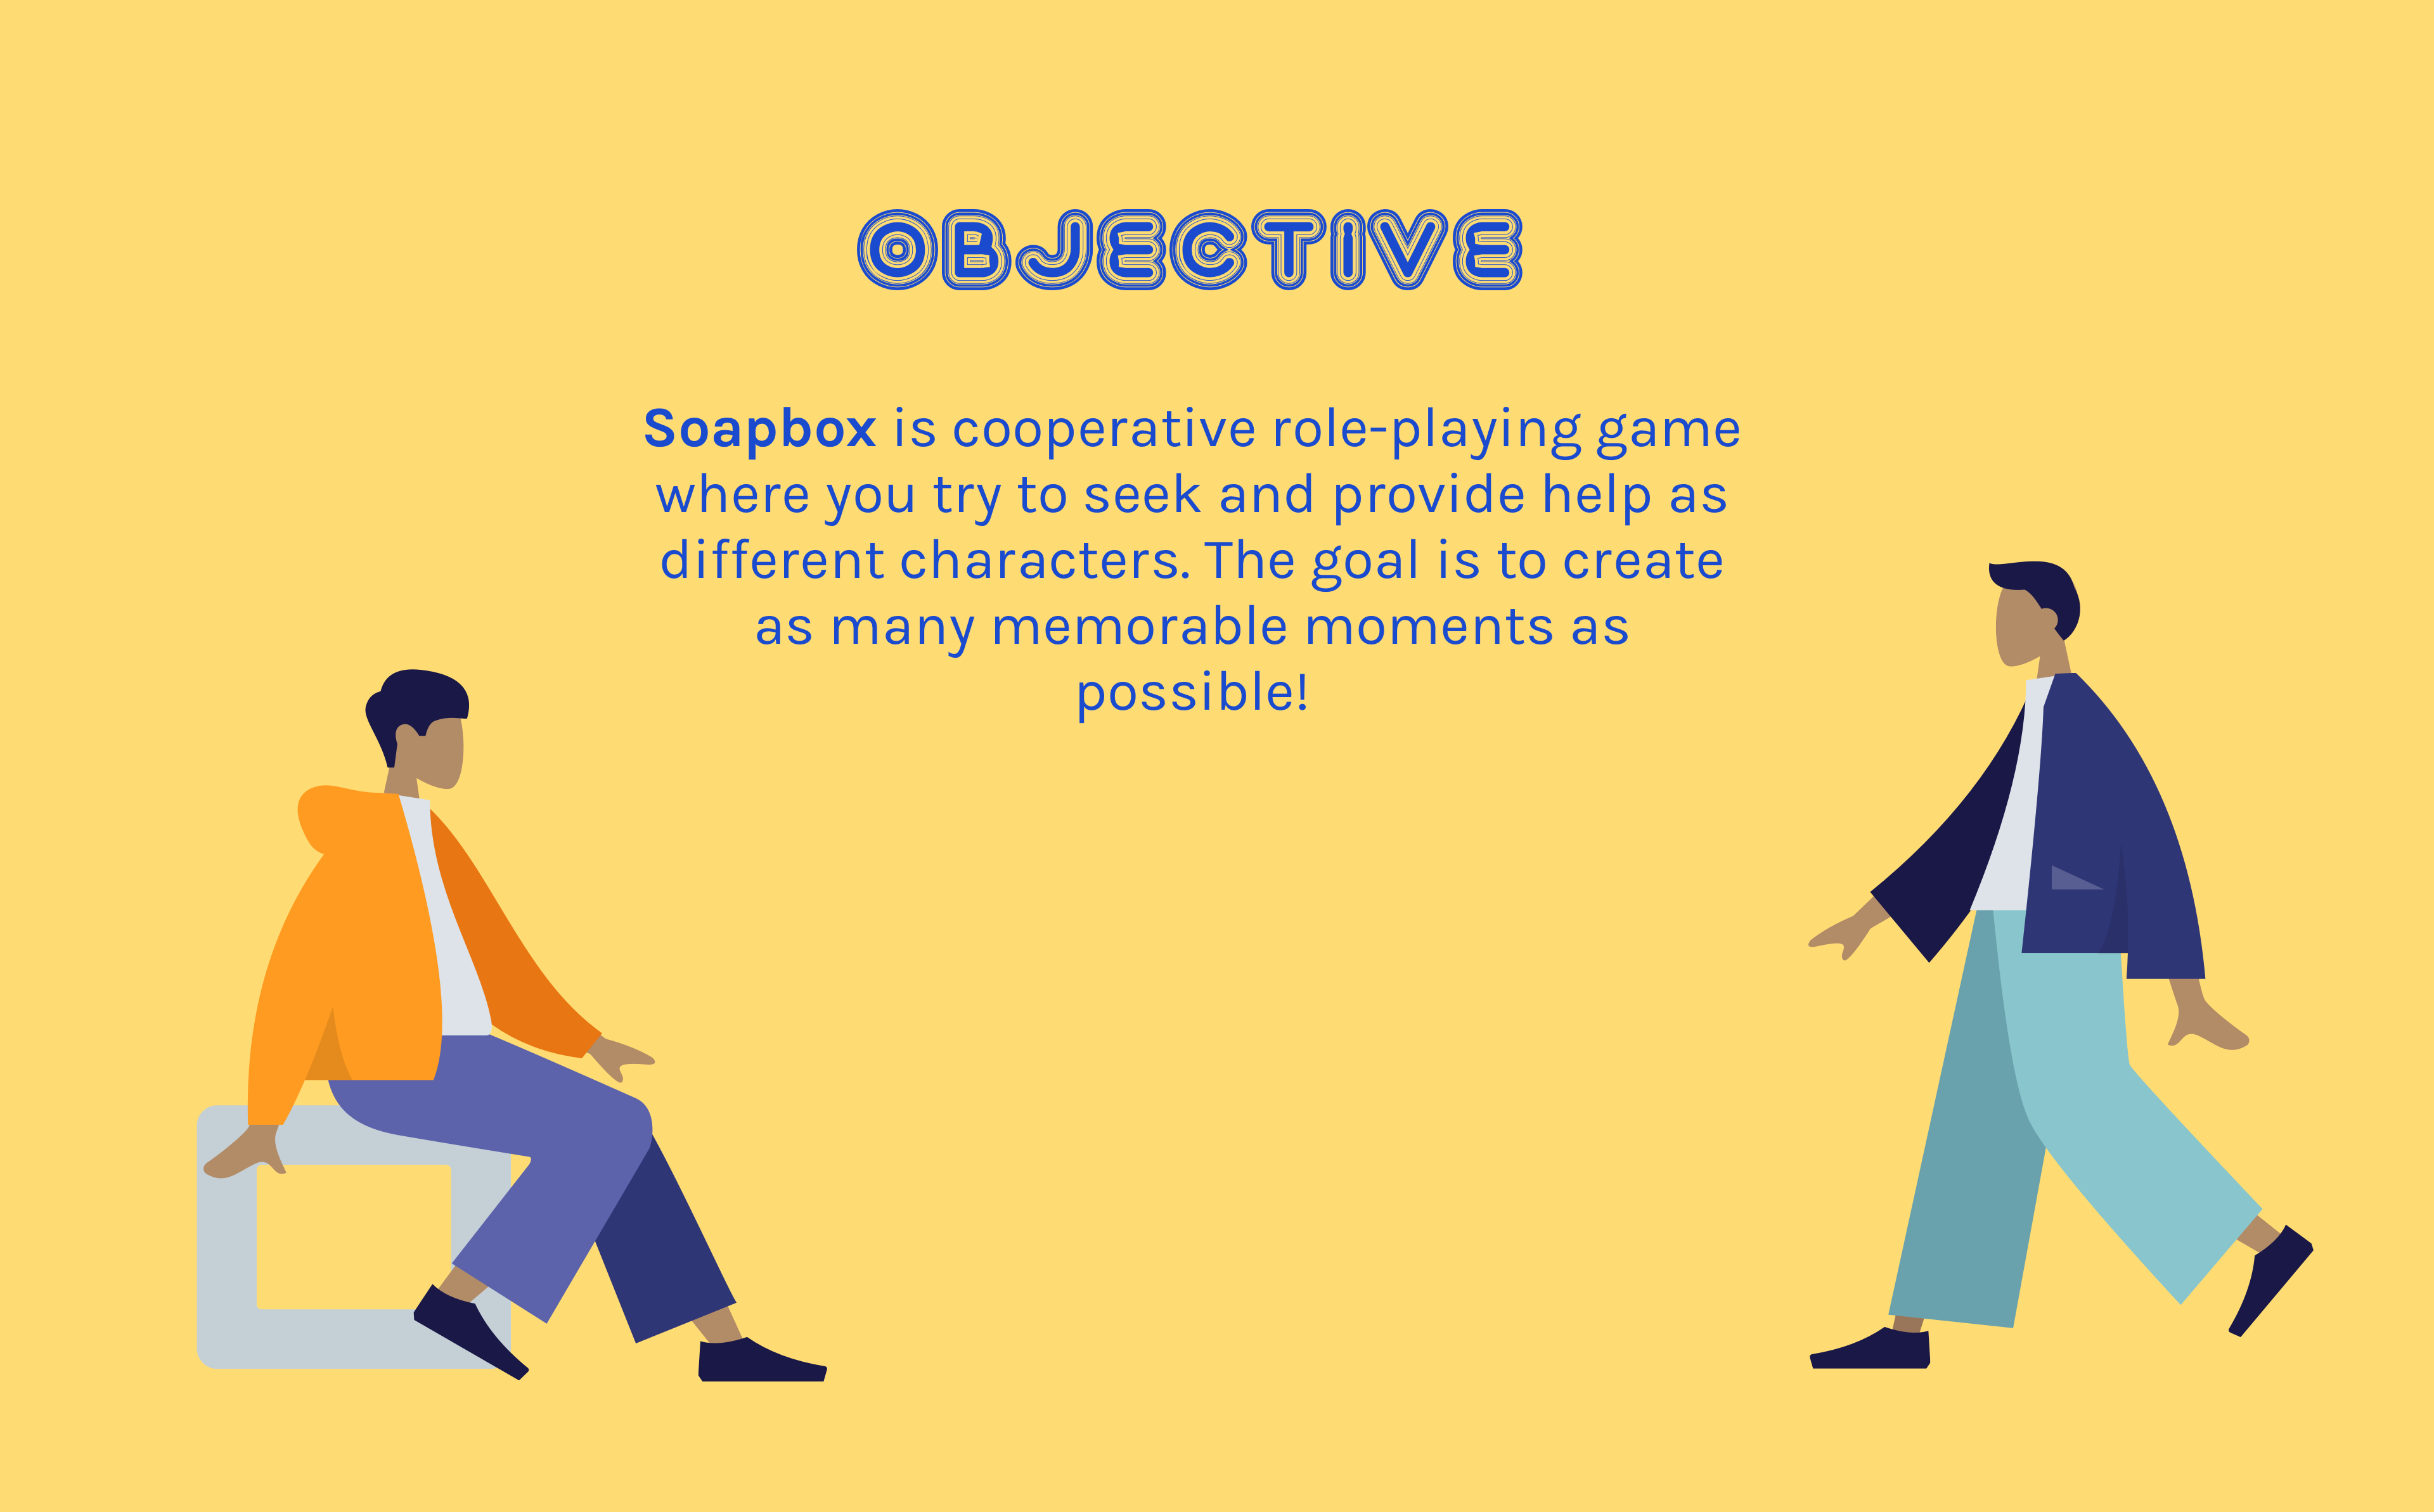 OBJECTIVE
Soapbox is cooperative role-playing game
where you try to seek and provide help as
different characters. The goal is to create
as many memorable moments as
possible!